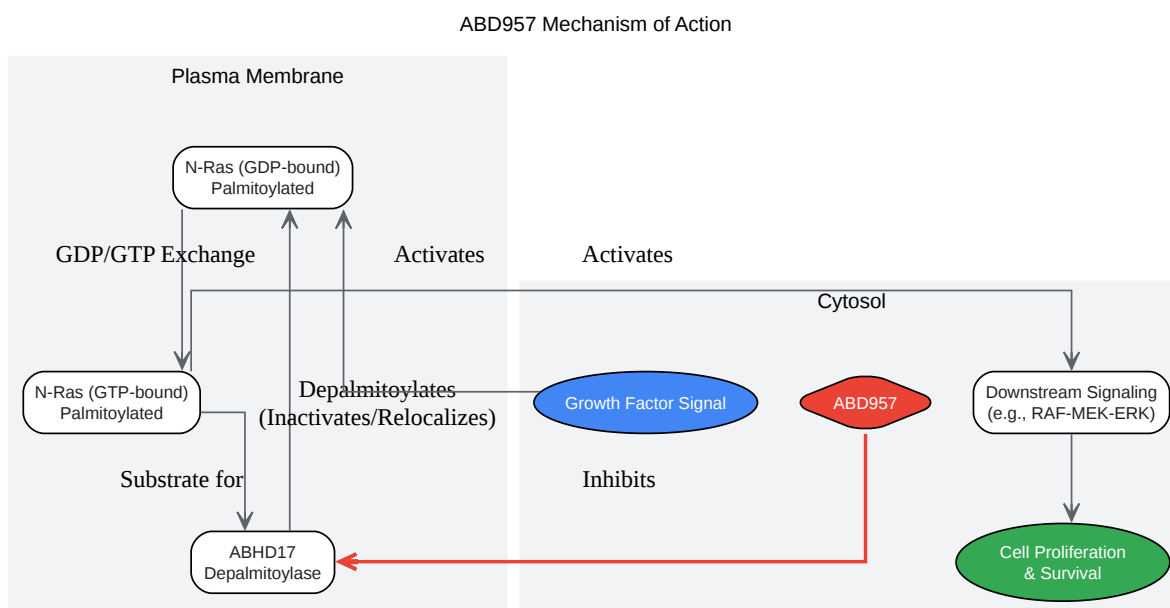 ABD957 Mechanism of Action
Plasma Membrane
N-Ras (GDP-bound)
Palmitoylated
GDP/GTP Exchange
Activates
Activates
Cytosol
N-Ras (GTP-bound)
Palmitoylated
Depalmitoylates
(Inactivates/Relocalizes)
Growth Factor Signal
ABD957
Downstream Signaling
(e.g., RAF-MEK-ERK)
Substrate for
Inhibits
ABHD17
Depalmitoylase
Cell Proliferation
& Survival